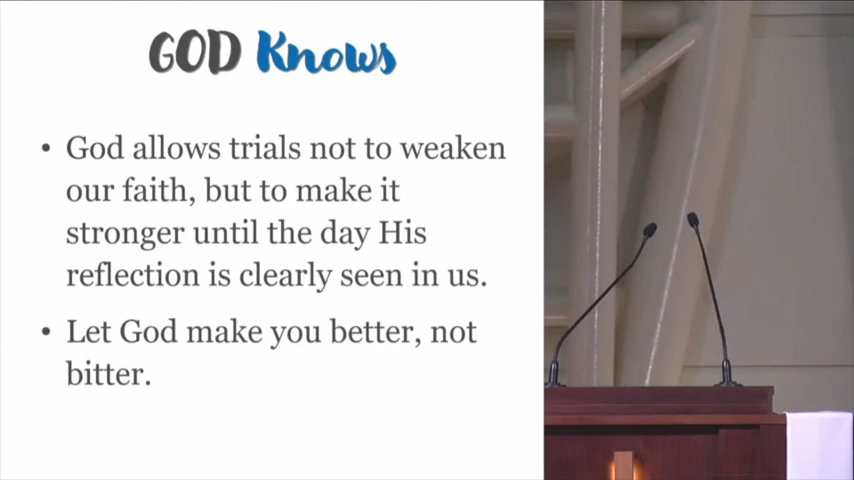 GOD Knows
• God allows trials not to weaken
our faith, but to make it
stronger until the day His
reflection is clearly seen in us.
• Let God make you better, not
bitter.